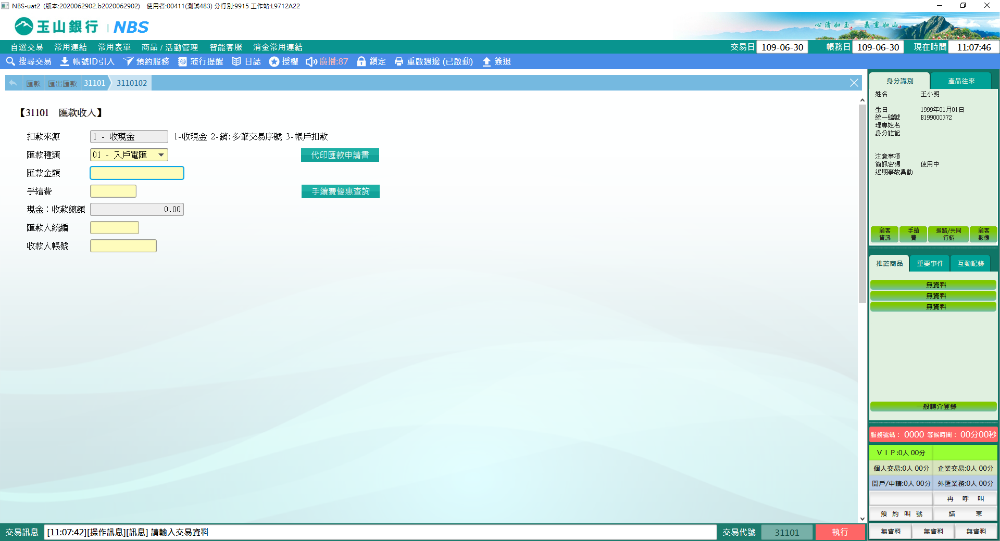 NBS-uat2 (版本:2020062902.b2020062902) 使用者:00411(測試483) 分行別:9915 工作站:L9712A22
玉山銀行 | NBS
心清如玉。 義重如山。
自選交易 常用連結 常用表單 商品 / 活動管理 智能客服 消金常用連結 交易日 109-06-30 帳務日 109-06-30 現在時間 11:07:46
搜尋交易 帳號ID引入 預約服務 蒞行提醒 日誌 授權 廣播:87 鎖定 重啟週邊 (已啟動) 簽退
匯款 匯出匯款 31101 3110102
【31101 匯款收入】
扣款來源 1 - 收現金 1-收現金 2-銷:多筆交易序號 3-帳戶扣款
匯款種類 01 - 入戶電匯 代印匯款申請書
匯款金額
手續費 手續費優惠查詢
現金：收款總額 0.00
匯款人統編
收款人帳號
身分識別 產品往來
姓名 王小明
生日 1999年01月01日
統一編號 B199000372
理專姓名
身分註記
注意事項
簡訊密碼 使用中
近期事故異動
顧客資訊 手續費 通路/共同行銷 顧客影像
推薦商品 重要事件 互動記錄
無資料
無資料
無資料
一般轉介登錄
服務號碼： 0000 等候時間： 00分00秒
ＶＩＰ:0人 00分
個人交易:0人 00分 企業交易:0人 00分
開戶/申請:0人 00分 外匯業務:0人 00分
再 呼 叫
預 約 叫 號 結 束
無資料 無資料 無資料
交易訊息 [11:07:42][操作訊息][訊息] 請輸入交易資料 交易代號 31101 執行